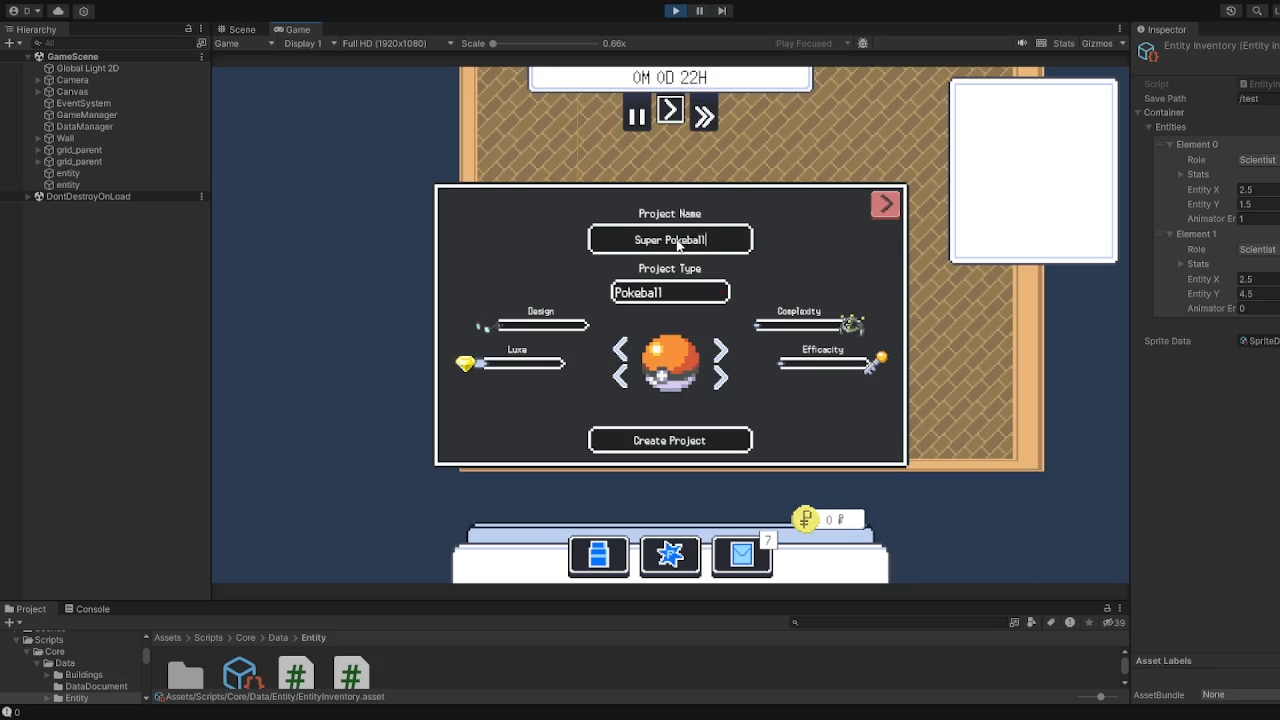 D
L
Hierarchy
Scene
Game
Inspector
All
Game
Display 1
Full HD (1920x1080)
Scale
0.66x
Play Focused
Stats
Gizmos
Entity Inventory (Entity In
GameScene
Global Light 2D
Camera
Canvas
EventSystem
GameManager
DataManager
Wall
grid_parent
grid_parent
entity
entity
DontDestroyOnLoad
0M 0D 22H
Project Name
Super Pokeball
Project Type
Pokeball
Design
Complexity
Luxe
Efficacity
Create Project
0 ₽
7
Script
EntityIn
Save Path
/test
Container
Entities
Element 0
Role
Scientist
Stats
Entity X
2.5
Entity Y
1.5
Animator Er
1
Element 1
Role
Scientist
Stats
Entity X
2.5
Entity Y
4.5
Animator Er
0
Sprite Data
SpriteD
Project
Console
39
Scripts
Core
Data
Buildings
DataDocument
Entity
Assets > Scripts > Core > Data > Entity
Assets/Scripts/Core/Data/Entity/EntityInventory.asset
Asset Labels
AssetBundle
None
0